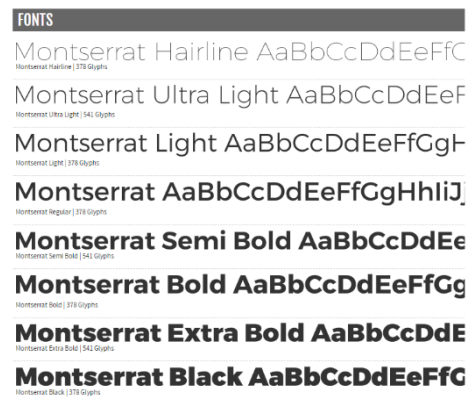 FONTS
Montserrat Hairline AaBbCcDdEeFfG
Montserrat Hairline | 378 Glyphs
Montserrat Ultra Light AaBbCcDdEeF
Montserrat Ultra Light | 541 Glyphs
Montserrat Light AaBbCcDdEeFfGgH
Montserrat Light | 378 Glyphs
Montserrat AaBbCcDdEeFfGgHhIiJj
Montserrat Regular | 378 Glyphs
Montserrat Semi Bold AaBbCcDdEe
Montserrat Semi Bold | 541 Glyphs
Montserrat Bold AaBbCcDdEeFfGg
Montserrat Bold | 378 Glyphs
Montserrat Extra Bold AaBbCcDdE
Montserrat Extra Bold | 541 Glyphs
Montserrat Black AaBbCcDdEeFfG
Montserrat Black | 378 Glyphs